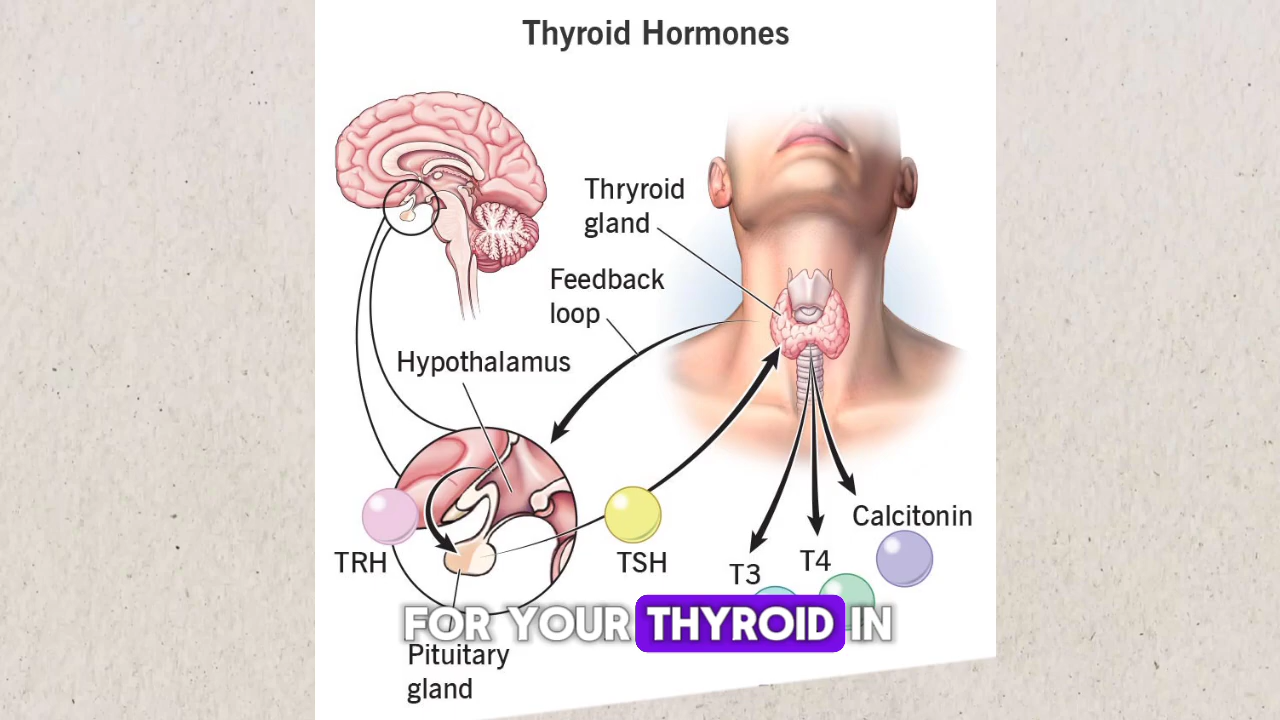 Thyroid Hormones
Thryroid
gland
Feedback
loop
Hypothalamus
Calcitonin
TRH
TSH
T3
T4
FOR YOUR THYROID IN
Pituitary
gland